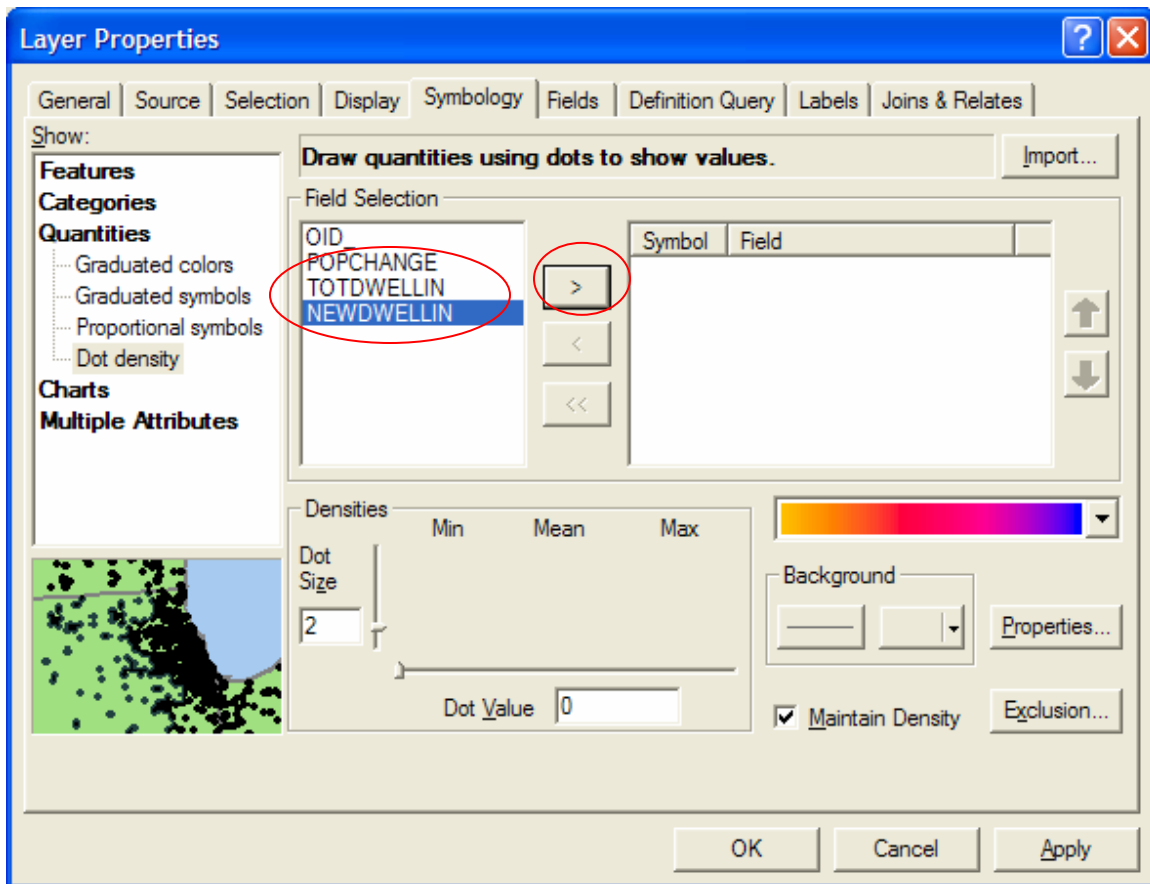 Layer Properties
?
General Source Selection Display Symbology Fields Definition Query Labels Joins & Relates
Show:
Features
Categories
Quantities
Graduated colors
Graduated symbols
Proportional symbols
Dot density
Charts
Multiple Attributes
Draw quantities using dots to show values.
Import...
Field Selection
OID_
POPCHANGE
TOTDWELLIN
NEWDWELLIN
>
<
<<
Symbol Field
Densities
Min Mean Max
Dot
Size
2
Dot Value 0
Background
Properties...
Maintain Density
Exclusion...
OK Cancel Apply